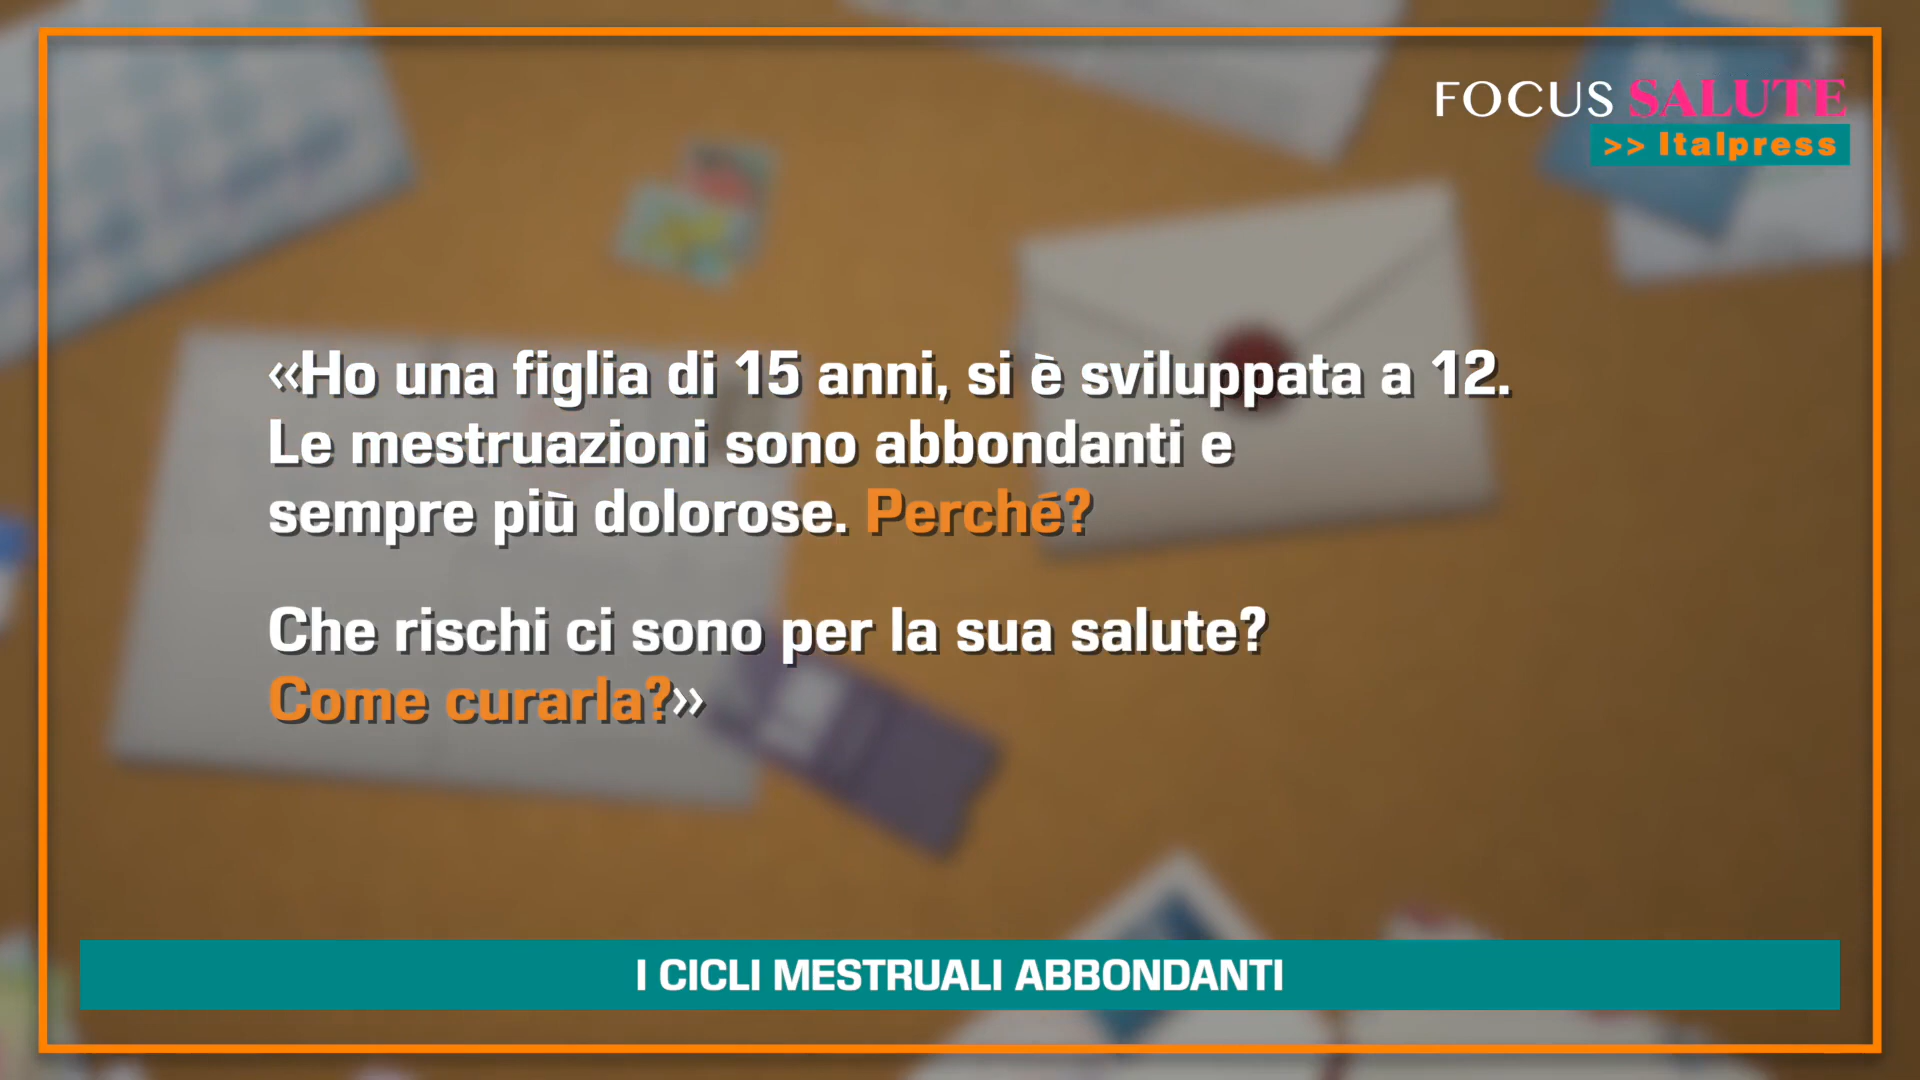 FOCUS SALUTE
>> Italpress
«Ho una figlia di 15 anni, si è sviluppata a 12.
Le mestruazioni sono abbondanti e
sempre più dolorose. Perché?
Che rischi ci sono per la sua salute?
Come curarla?»
I CICLI MESTRUALI ABBONDANTI